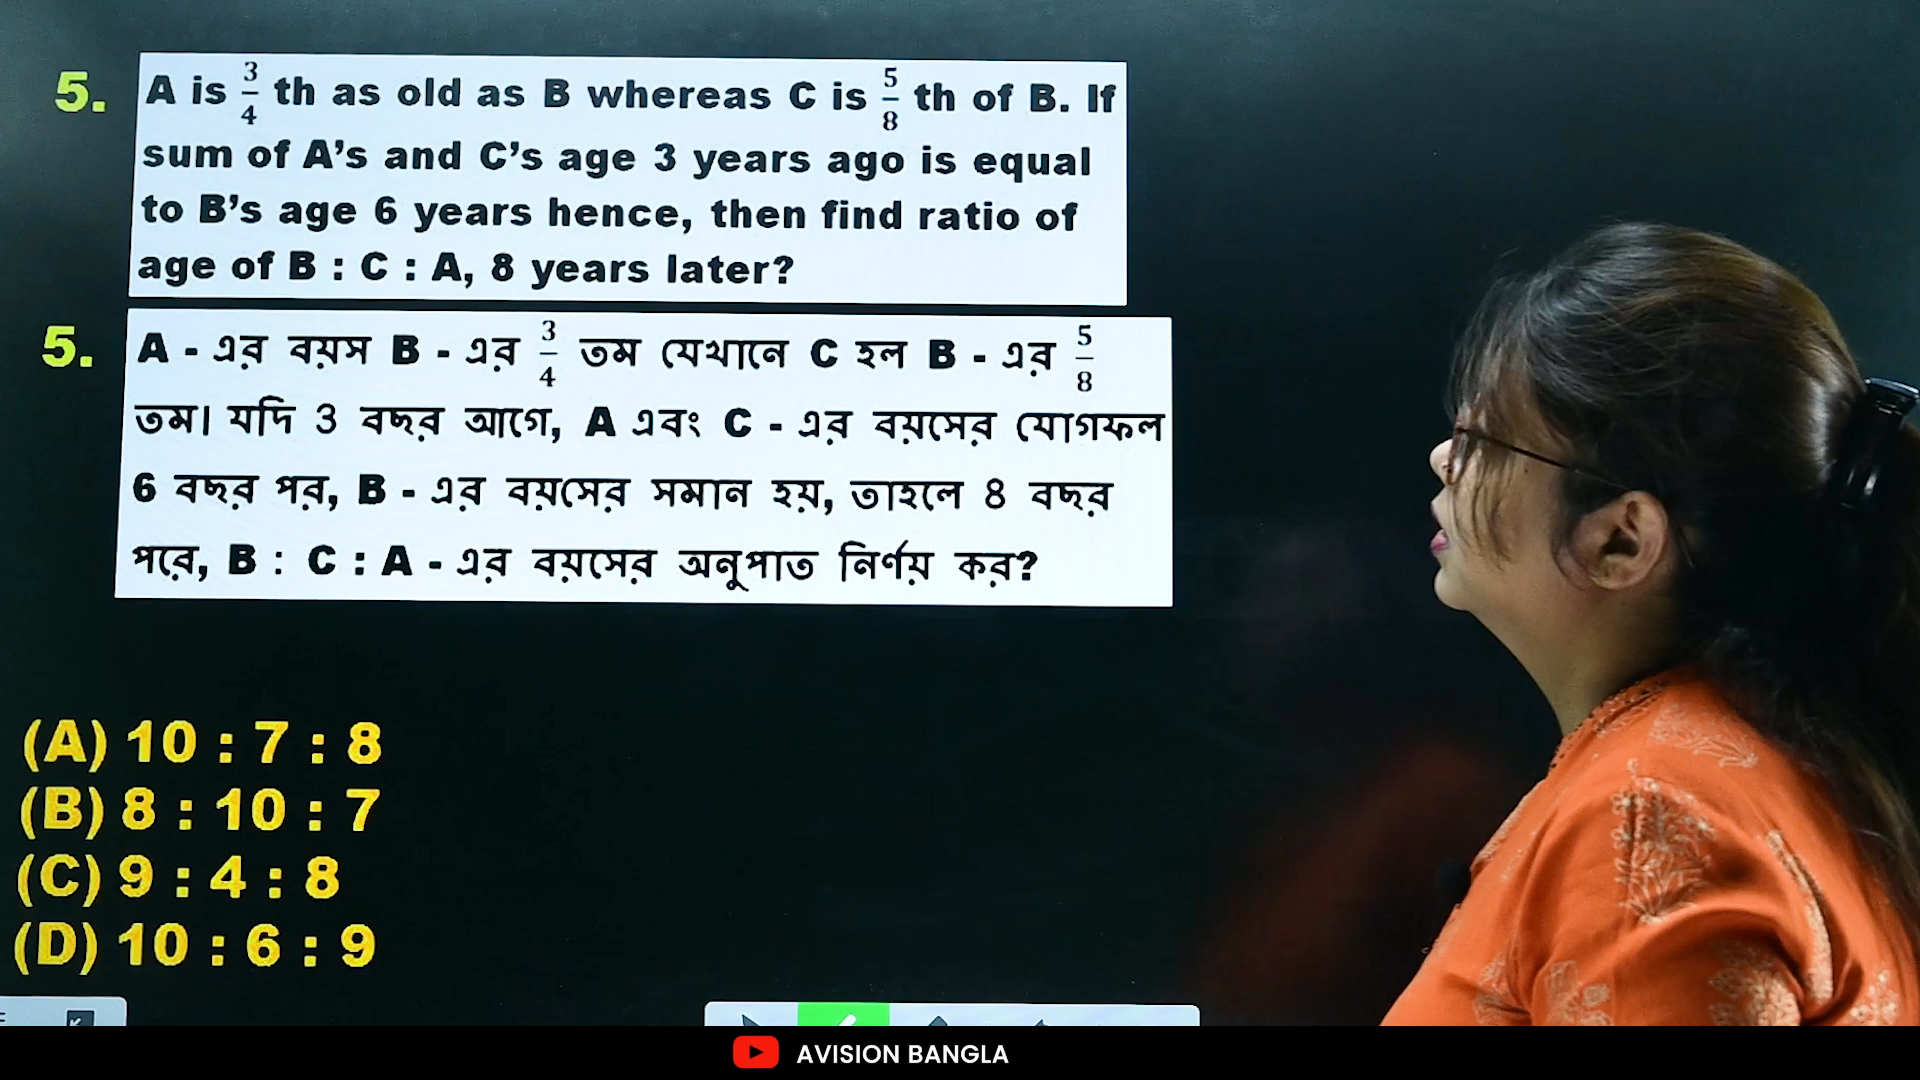 5. A is 3/4 th as old as B whereas C is 5/8 th of B. If
sum of A’s and C’s age 3 years ago is equal
to B’s age 6 years hence, then find ratio of
age of B : C : A, 8 years later?
5. A - এর বয়স B - এর 3/4 তম যেখানে C হল B - এর 5/8
তম। যদি 3 বছর আগে, A এবং C - এর বয়সের যোগফল
6 বছর পর, B - এর বয়সের সমান হয়, তাহলে 8 বছর
পরে, B : C : A - এর বয়সের অনুপাত নির্ণয় কর?
(A) 10 : 7 : 8
(B) 8 : 10 : 7
(C) 9 : 4 : 8
(D) 10 : 6 : 9
AVISION BANGLA